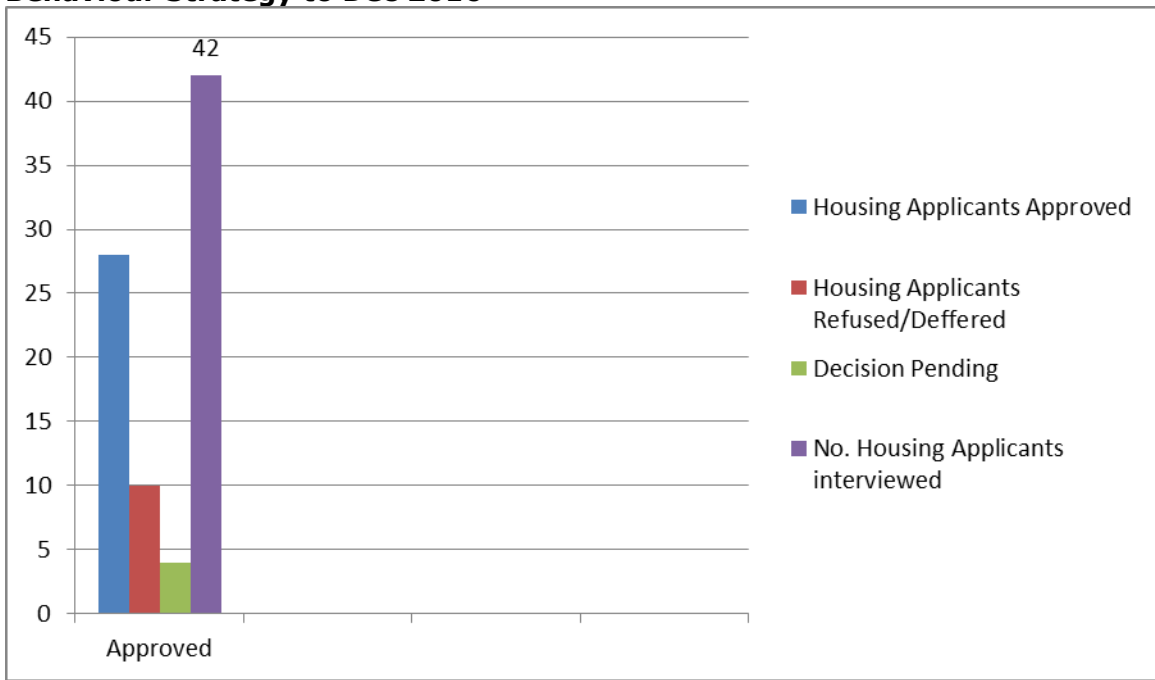 45
42
40
35
30
25
20
15
10
5
0
Approved
Housing Applicants Approved
Housing Applicants
Refused/Deffered
Decision Pending
No. Housing Applicants
interviewed